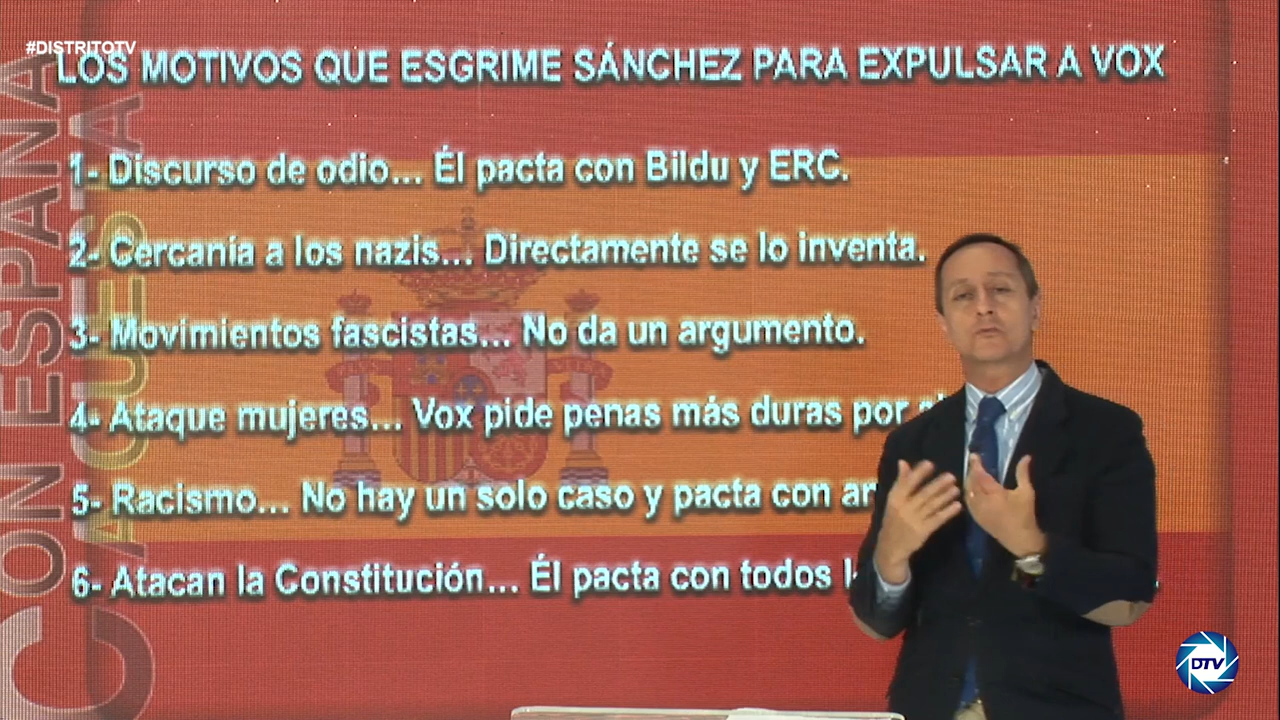 #DISTRITOTV
LOS MOTIVOS QUE ESGRIME SÁNCHEZ PARA EXPULSAR A VOX
1- Discurso de odio... Él pacta con Bildu y ERC.
2- Cercanía a los nazis... Directamente se lo inventa.
3- Movimientos fascistas... No da un argumento.
4- Ataque mujeres... Vox pide penas más duras por
5- Racismo... No hay un solo caso y pacta con
6- Atacan la Constitución... Él pacta con todos
CON ESPAÑA
A CUESTAS
DTV